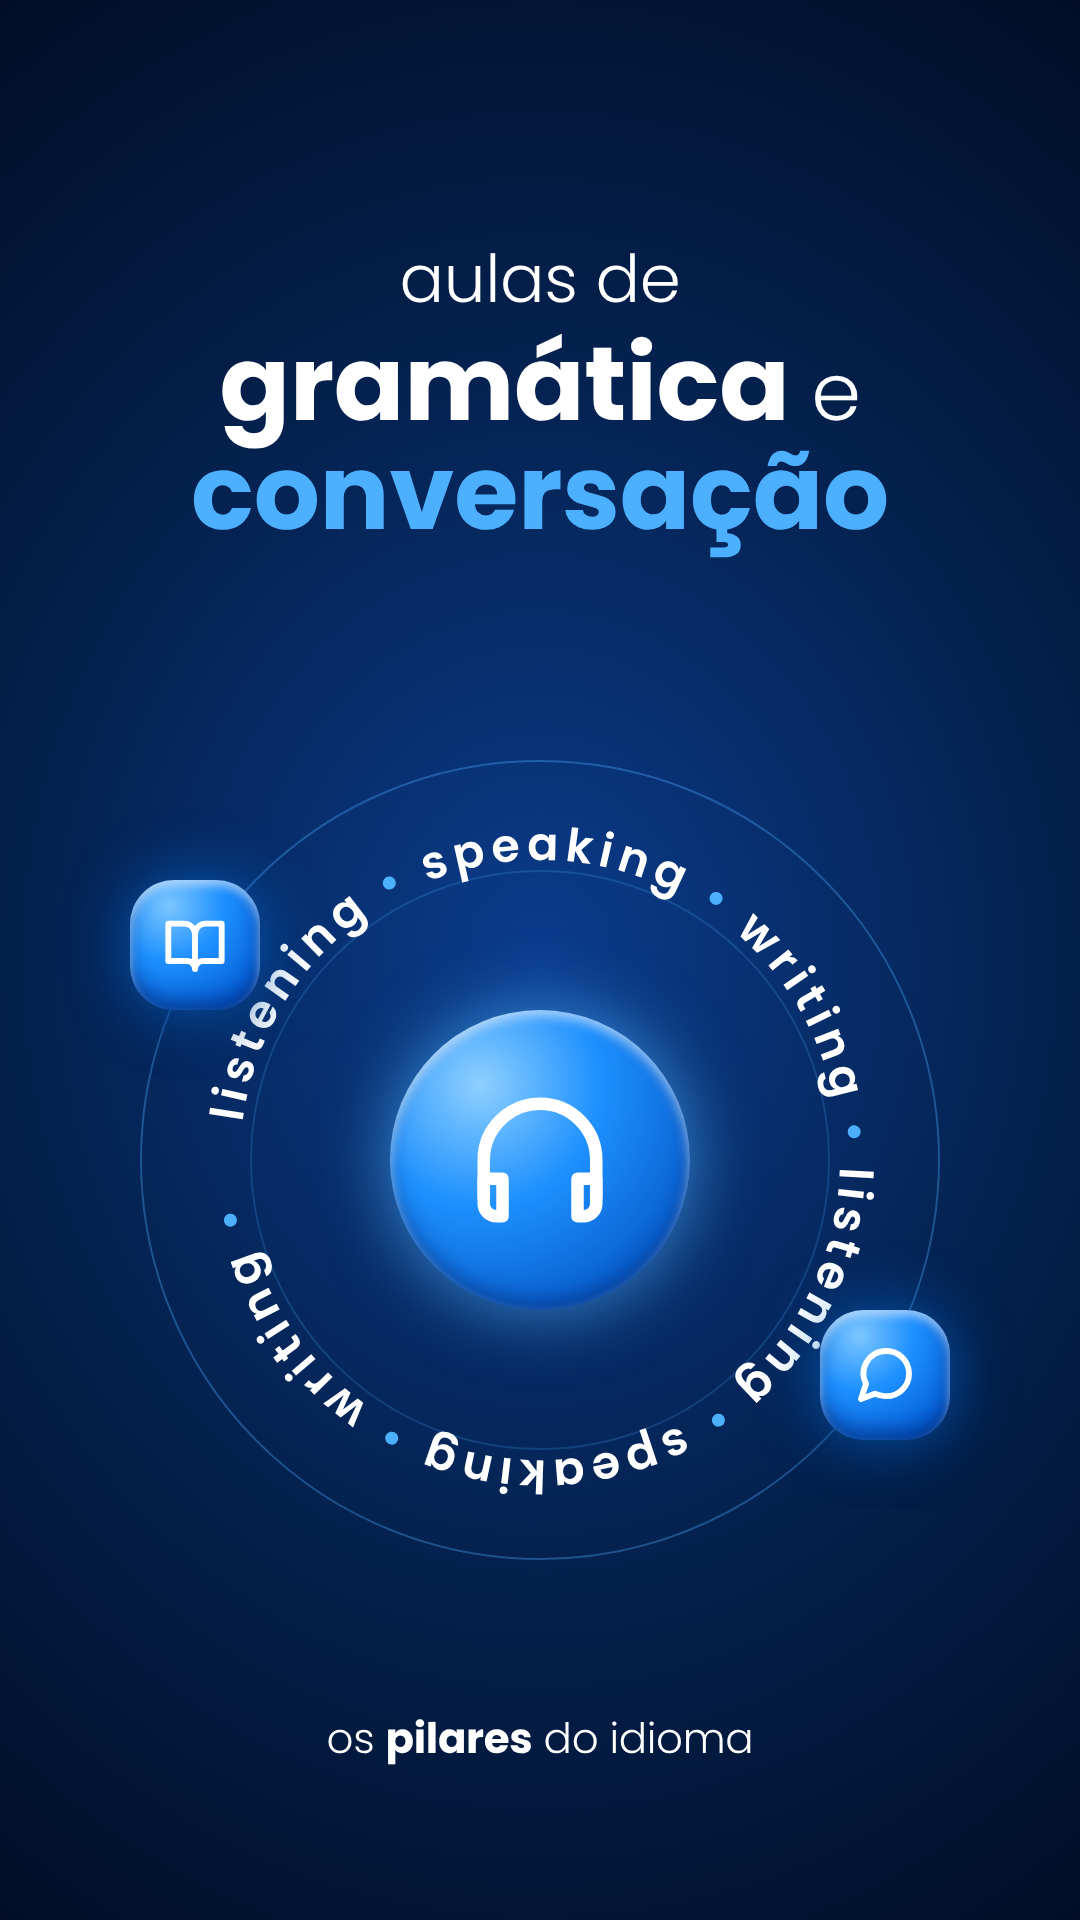 aulas de
gramática e
conversação
listening • speaking • writing • listening • speaking • writing •
os pilares do idioma